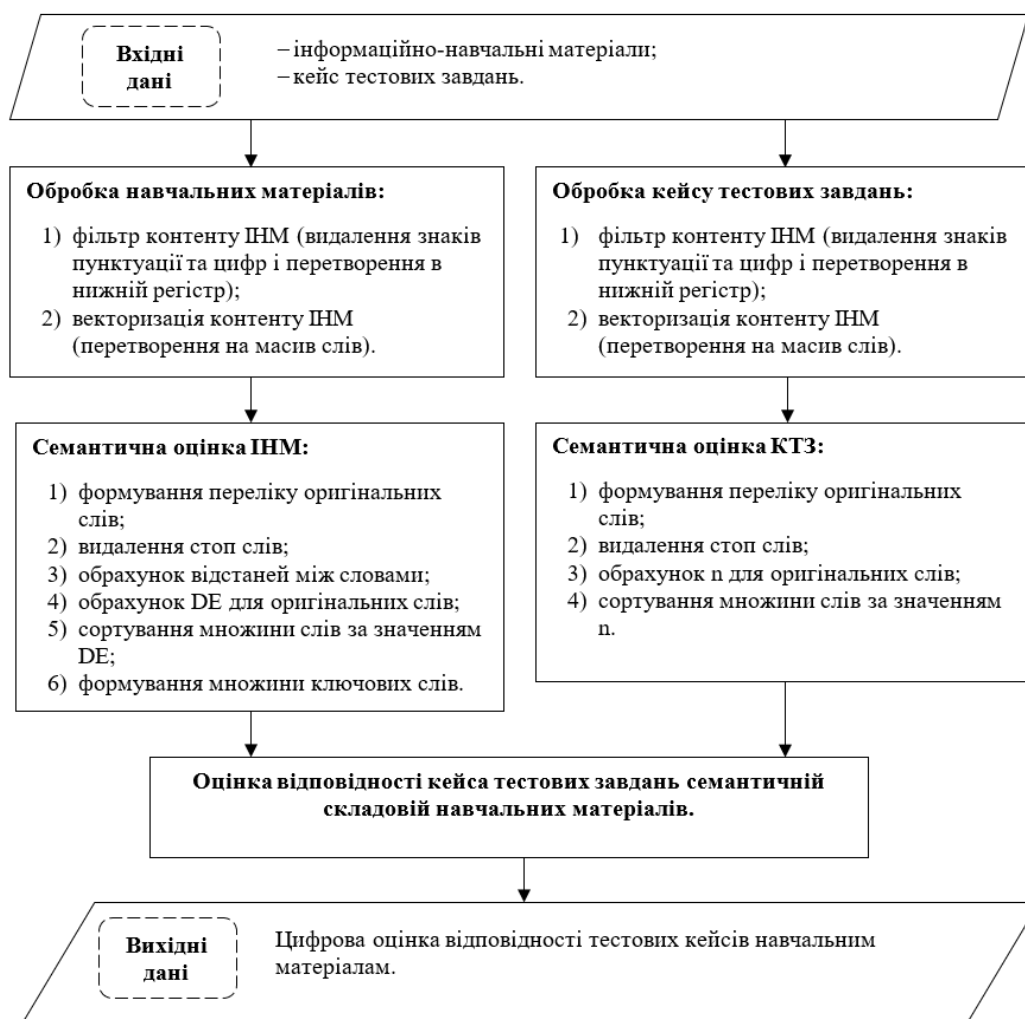 Вхідні
дані
– інформаційно-навчальні матеріали;
– кейс тестових завдань.
Обробка навчальних матеріалів:
1) фільтр контенту ІНМ (видалення знаків
пунктуації та цифр і перетворення в
нижній регістр);
2) векторизація контенту ІНМ
(перетворення на масив слів).
Обробка кейсу тестових завдань:
1) фільтр контенту ІНМ (видалення знаків
пунктуації та цифр і перетворення в
нижній регістр);
2) векторизація контенту ІНМ
(перетворення на масив слів).
Семантична оцінка ІНМ:
1) формування переліку оригінальних
слів;
2) видалення стоп слів;
3) обрахунок відстаней між словами;
4) обрахунок DE для оригінальних слів;
5) сортування множини слів за значенням
DE;
6) формування множини ключових слів.
Семантична оцінка КТЗ:
1) формування переліку оригінальних
слів;
2) видалення стоп слів;
3) обрахунок n для оригінальних слів;
4) сортування множини слів за значенням
n.
Оцінка відповідності кейса тестових завдань семантичній
складовій навчальних матеріалів.
Вихідні
дані
Цифрова оцінка відповідності тестових кейсів навчальним
матеріалам.